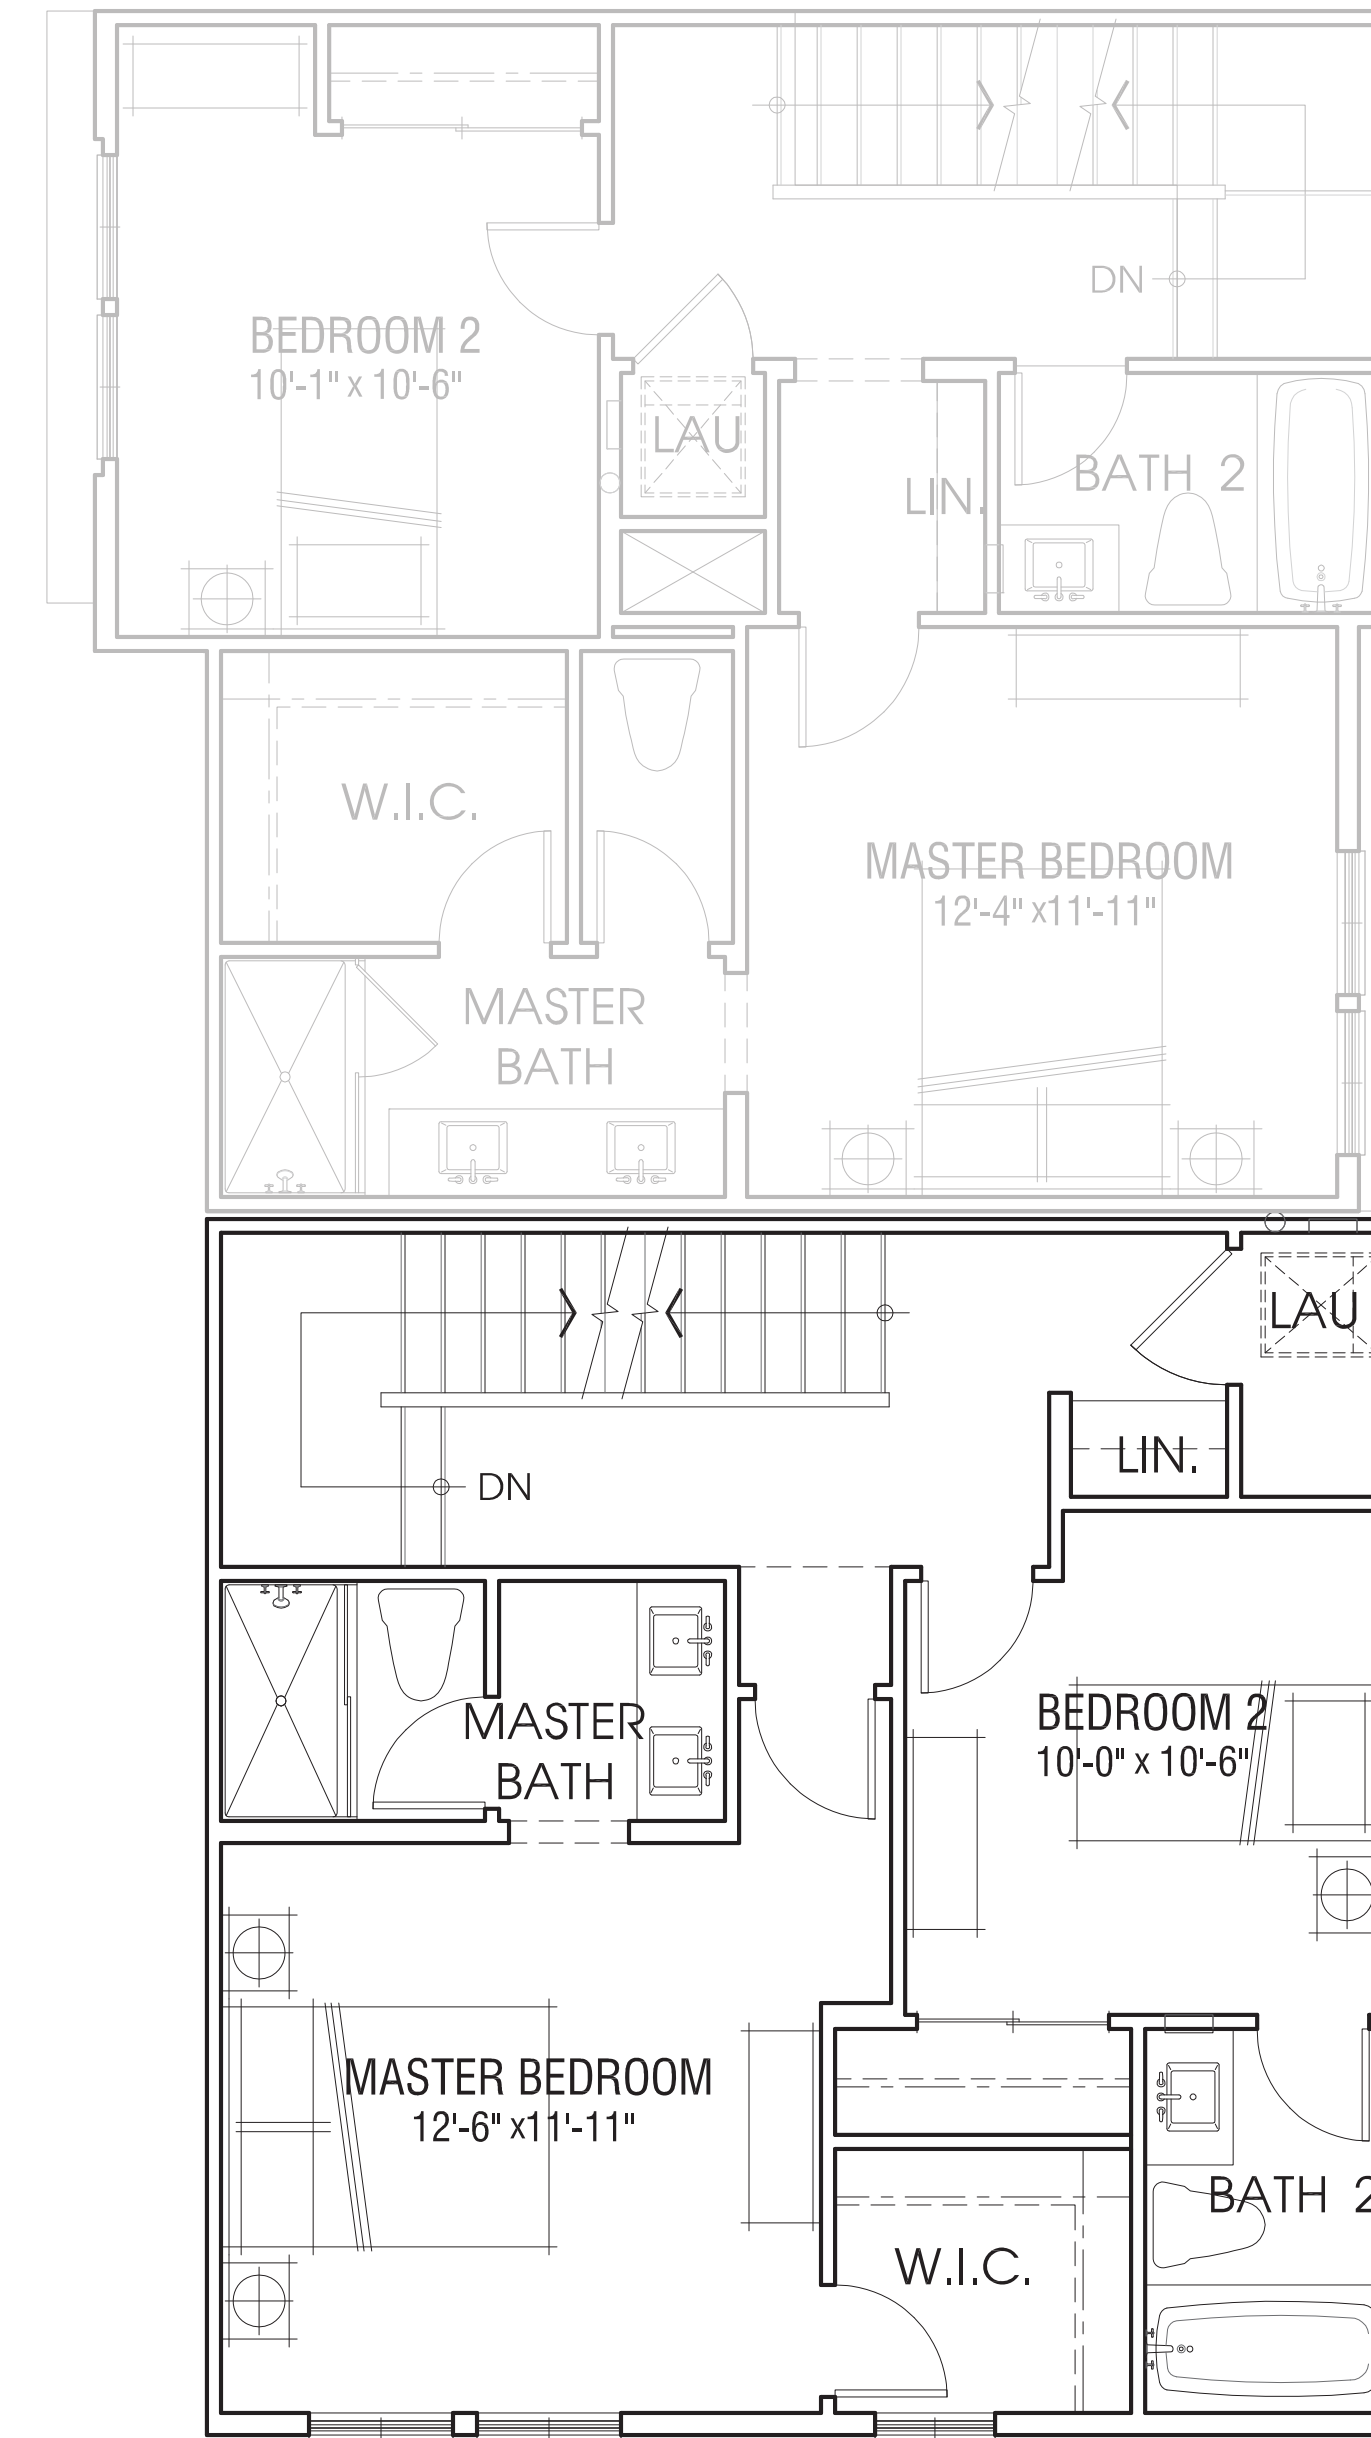 DN
BEDROOM 2
10'-1" x 10'-6"
LAU
BATH 2
LIN.
W.I.C.
MASTER BEDROOM
12'-4" x11'-11"
MASTER
BATH
LAU
LIN.
DN
BEDROOM 2
10'-0" x 10'-6"
MASTER
BATH
MASTER BEDROOM
12'-6" x11'-11"
BATH 2
W.I.C.